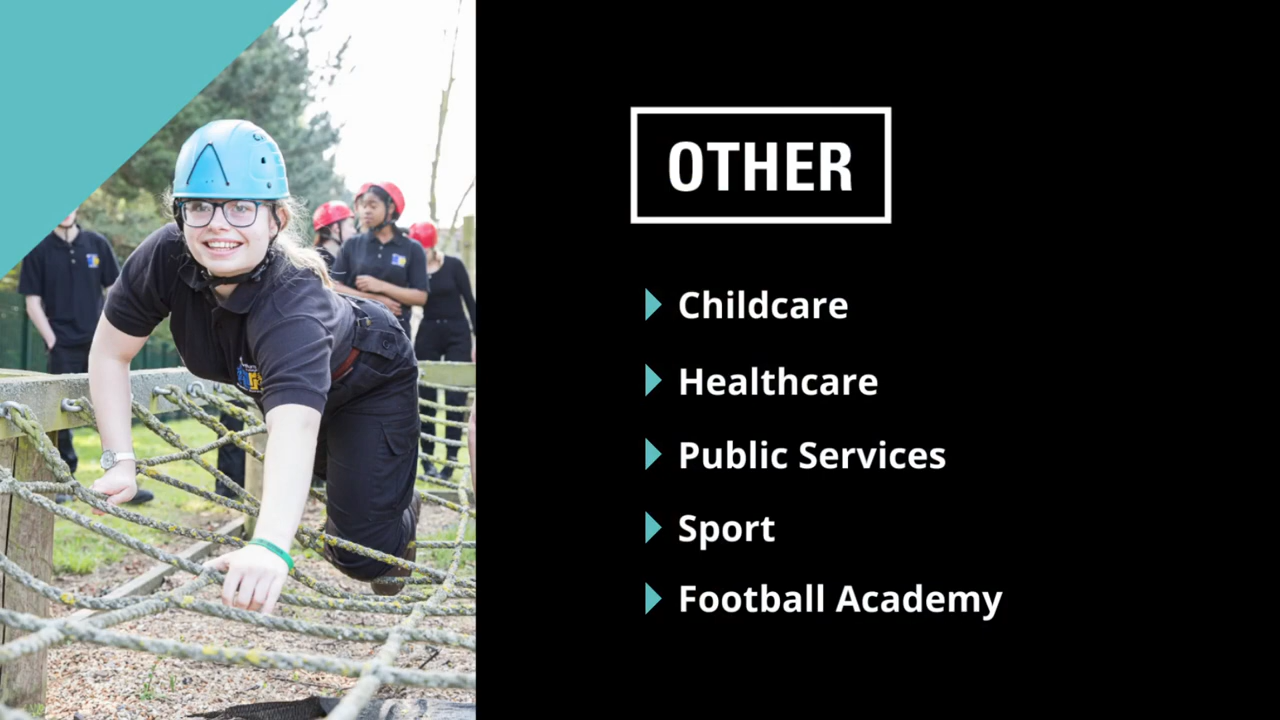 OTHER
Childcare
Healthcare
Public Services
Sport
Football Academy